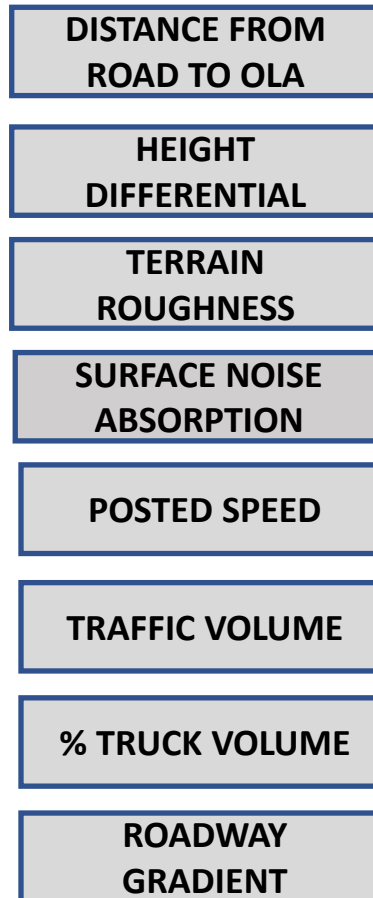 DISTANCE FROM
ROAD TO OLA
HEIGHT
DIFFERENTIAL
TERRAIN
ROUGHNESS
SURFACE NOISE
ABSORPTION
POSTED SPEED
TRAFFIC VOLUME
% TRUCK VOLUME
ROADWAY
GRADIENT